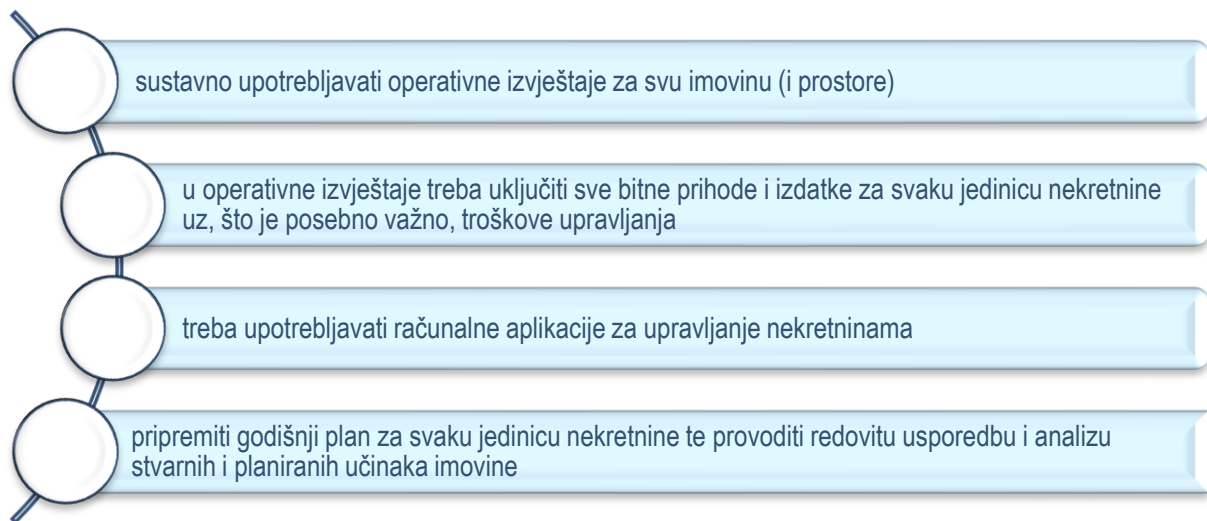 sustavno upotrebljavati operativne izvještaje za svu imovinu (i prostore)
u operativne izvještaje treba uključiti sve bitne prihode i izdatke za svaku jedinicu nekretnine
uz, što je posebno važno, troškove upravljanja
treba upotrebljavati računalne aplikacije za upravljanje nekretninama
pripremiti godišnji plan za svaku jedinicu nekretnine te provoditi redovitu usporedbu i analizu
stvarnih i planiranih učinaka imovine